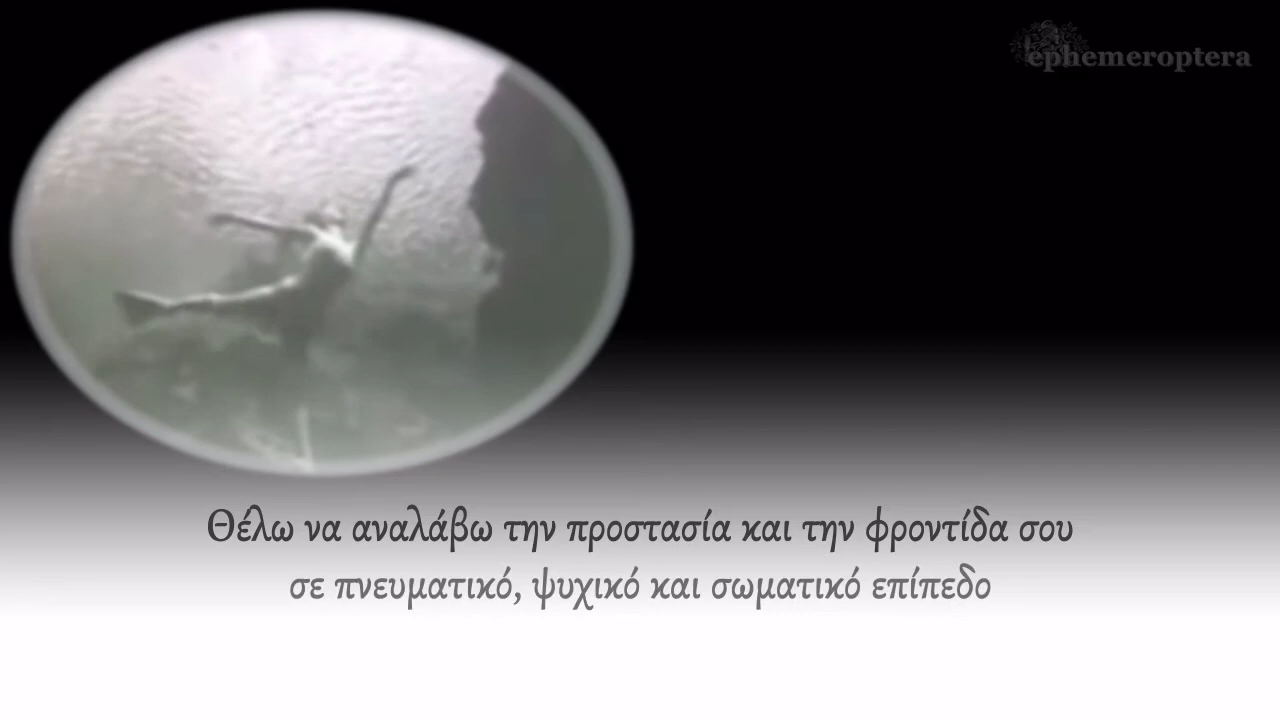 ephemeroptera
Θέλω να αναλάβω την προστασία και την φροντίδα σου
σε πνευματικό, ψυχικό και σωματικό επίπεδο